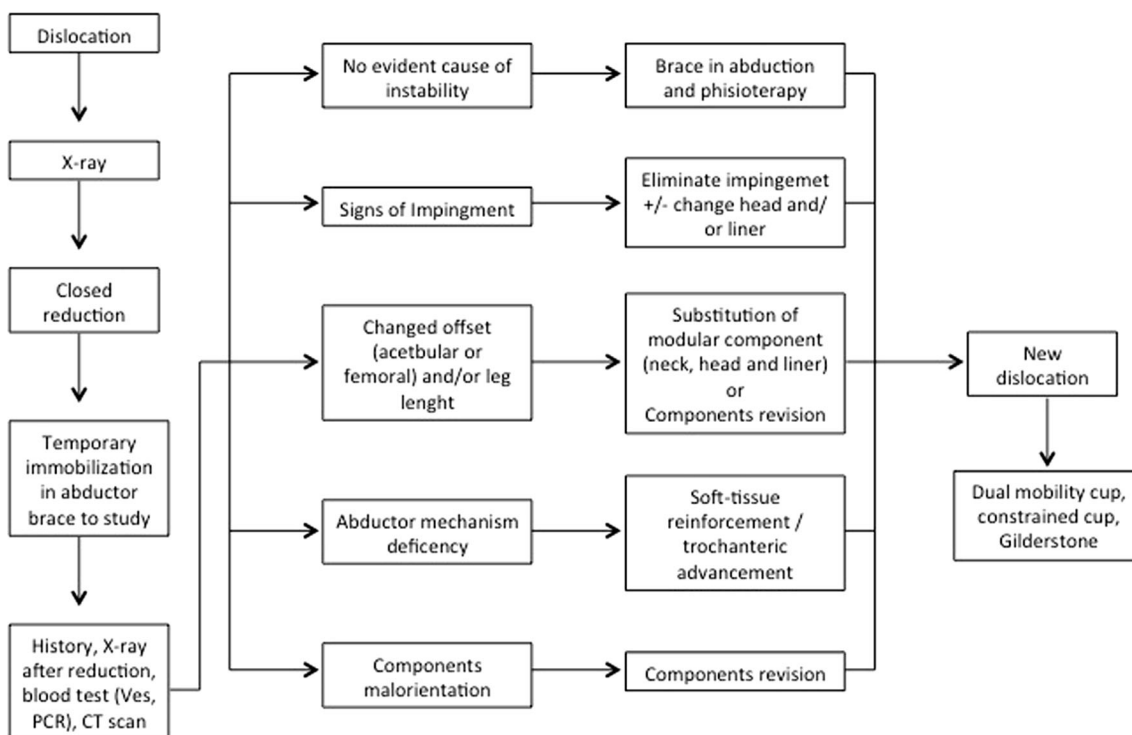 Dislocation
X-ray
Closed
reduction
Temporary
immobilization
in abductor
brace to study
History, X-ray
after reduction,
blood test (Ves,
PCR), CT scan
No evident cause of
instability
Signs of Impingment
Changed offset
(acetbular or
femoral) and/or leg
lenght
Abductor mechanism
deficency
Components
malorientation
Brace in abduction
and phisioterapy
Eliminate impingemet
+/- change head and/
or liner
Substitution of
modular component
(neck, head and liner)
or
Components revision
Soft-tissue
reinforcement /
trochanteric
advancement
Components revision
New
dislocation
Dual mobility cup,
constrained cup,
Gilderstone